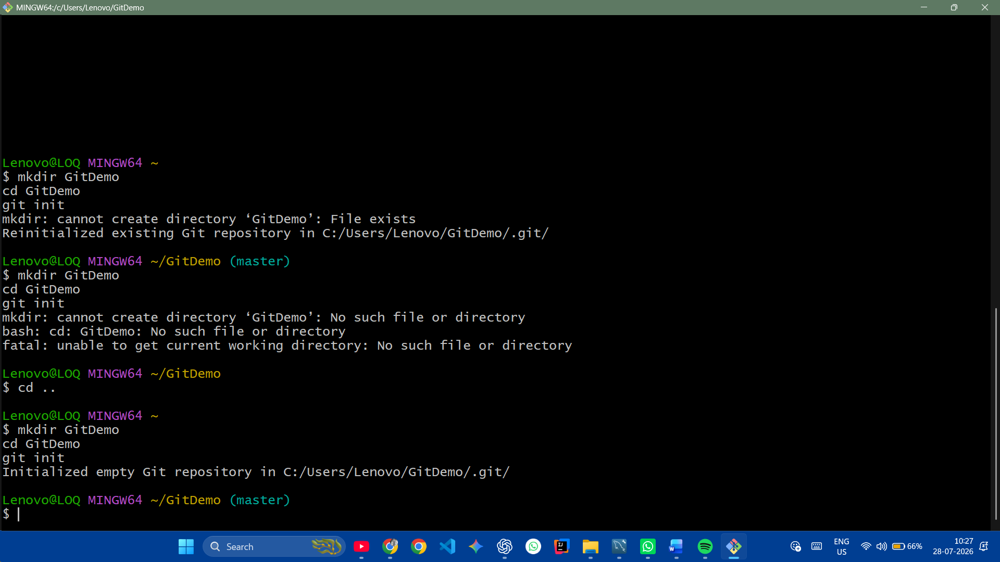 MINGW64:/c/Users/Lenovo/GitDemo
Lenovo@LOQ MINGW64 ~
$ mkdir GitDemo
cd GitDemo
git init
mkdir: cannot create directory ‘GitDemo’: File exists
Reinitialized existing Git repository in C:/Users/Lenovo/GitDemo/.git/
Lenovo@LOQ MINGW64 ~/GitDemo (master)
$ mkdir GitDemo
cd GitDemo
git init
mkdir: cannot create directory ‘GitDemo’: No such file or directory
bash: cd: GitDemo: No such file or directory
fatal: unable to get current working directory: No such file or directory
Lenovo@LOQ MINGW64 ~/GitDemo
$ cd ..
Lenovo@LOQ MINGW64 ~
$ mkdir GitDemo
cd GitDemo
git init
Initialized empty Git repository in C:/Users/Lenovo/GitDemo/.git/
Lenovo@LOQ MINGW64 ~/GitDemo (master)
$
Search
ENG
US
66%
10:27
28-07-2026